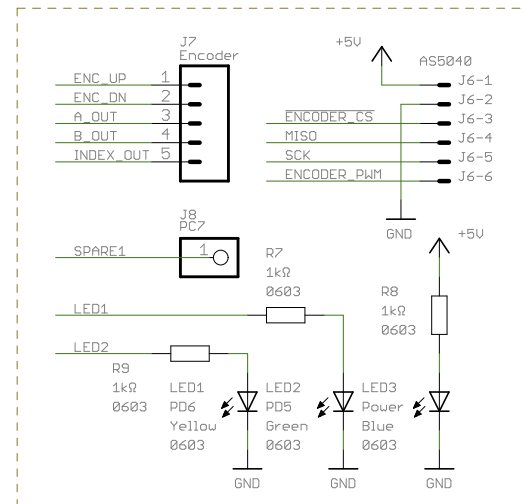 J7
Encoder
ENC_UP 1
ENC_DN 2
A_OUT 3
B_OUT 4
INDEX_OUT 5
+5V
AS5040
J6-1
J6-2
ENCODER_CS J6-3
MISO J6-4
SCK J6-5
ENCODER_PWM J6-6
GND
J8
PC7
SPARE1 1
+5V
R7
1kΩ
0603
R8
1kΩ
0603
LED1
LED2
R9
1kΩ
0603
LED1
PD6
Yellow
0603
LED2
PD5
Green
0603
LED3
Power
Blue
0603
GND
GND
GND